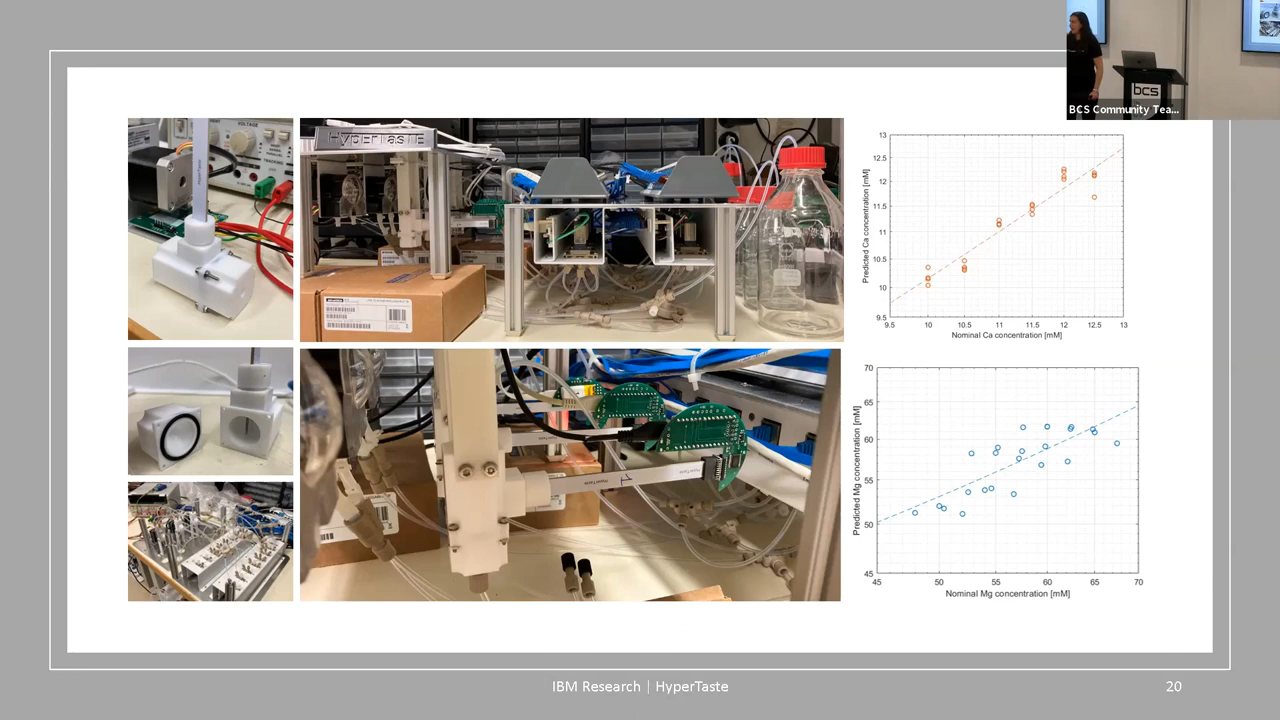 BCS Community Tea...
bcs
VOLTAGE
TRACKING
HyperTaste
HyperTaste
13
12.5
12
11.5
11
10.5
10
9.5
Predicted Ca concentration [mM]
9.5 10 10.5 11 11.5 12 12.5 13
Nominal Ca concentration [mM]
HyperTaste
70
65
60
55
50
45
Predicted Mg concentration [mM]
45 50 55 60 65 70
Nominal Mg concentration [mM]
IBM Research | HyperTaste
20